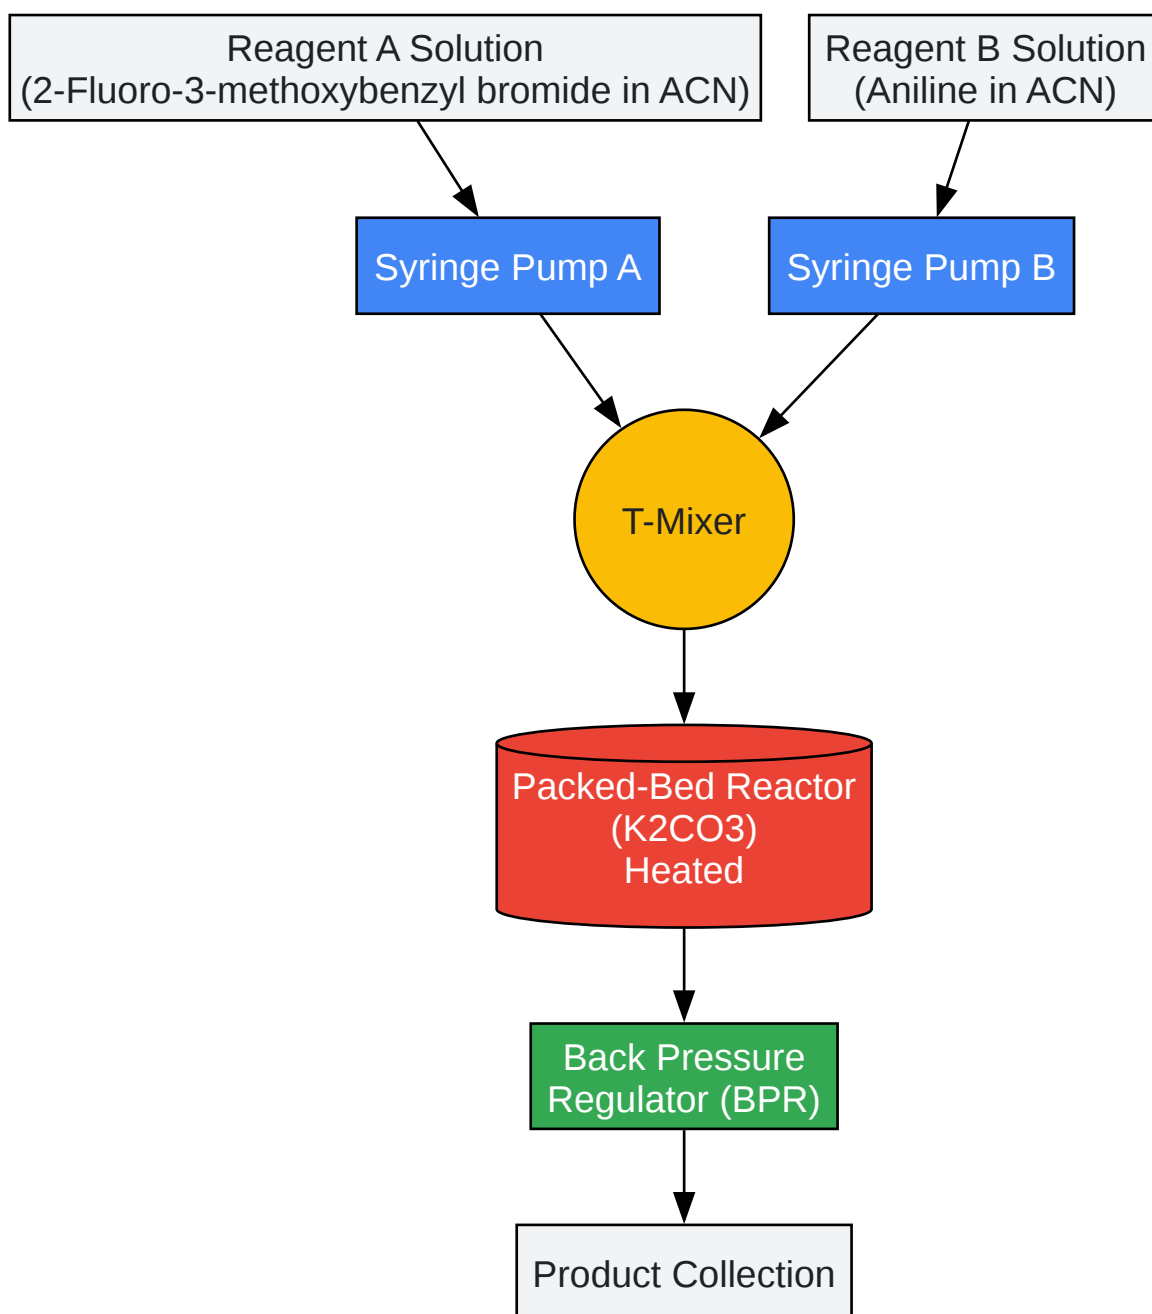 Reagent A Solution
(2-Fluoro-3-methoxybenzyl bromide in ACN)
Reagent B Solution
(Aniline in ACN)
Syringe Pump A
Syringe Pump B
T-Mixer
Packed-Bed Reactor
(K2CO3)
Heated
Back Pressure
Regulator (BPR)
Product Collection